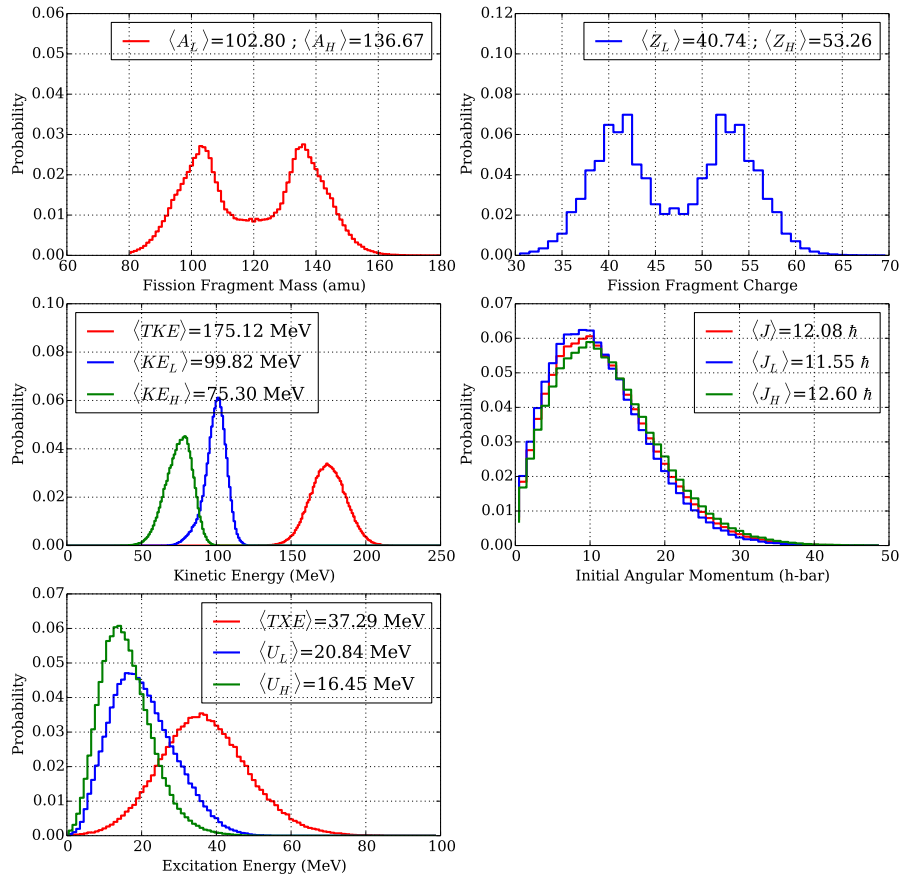 0.06
0.05
0.04
0.03
0.02
0.01
0.00
Probability
⟨A_L⟩=102.80 ; ⟨A_H⟩=136.67
60 80 100 120 140 160 180
Fission Fragment Mass (amu)
0.12
0.10
0.08
0.06
0.04
0.02
0.00
Probability
⟨Z_L⟩=40.74 ; ⟨Z_H⟩=53.26
30 35 40 45 50 55 60 65 70
Fission Fragment Charge
0.10
0.08
0.06
0.04
0.02
0.00
Probability
⟨TKE⟩=175.12 MeV
⟨KE_L⟩=99.82 MeV
⟨KE_H⟩=75.30 MeV
0 50 100 150 200 250
Kinetic Energy (MeV)
0.07
0.06
0.05
0.04
0.03
0.02
0.01
0.00
Probability
⟨J⟩=12.08 ℏ
⟨J_L⟩=11.55 ℏ
⟨J_H⟩=12.60 ℏ
0 10 20 30 40 50
Initial Angular Momentum (h-bar)
0.07
0.06
0.05
0.04
0.03
0.02
0.01
0.00
Probability
⟨TXE⟩=37.29 MeV
⟨U_L⟩=20.84 MeV
⟨U_H⟩=16.45 MeV
0 20 40 60 80 100
Excitation Energy (MeV)